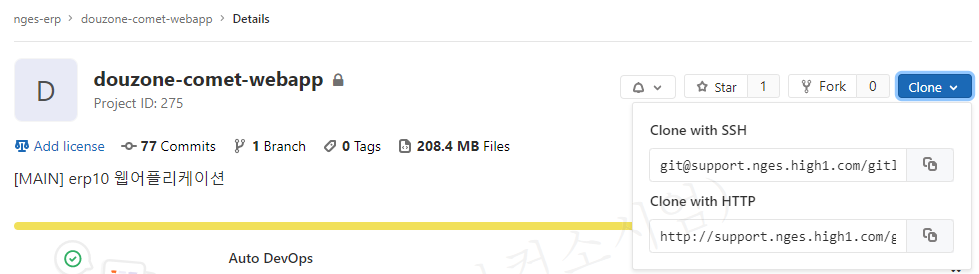 nges-erp > douzone-comet-webapp > Details
D
douzone-comet-webapp
Project ID: 275
Star 1
Fork 0
Clone
Add license
77 Commits
1 Branch
0 Tags
208.4 MB Files
[MAIN] erp10 웹어플리케이션
Clone with SSH
git@support.nges.high1.com/gitl
Clone with HTTP
http://support.nges.high1.com/g
Auto DevOps